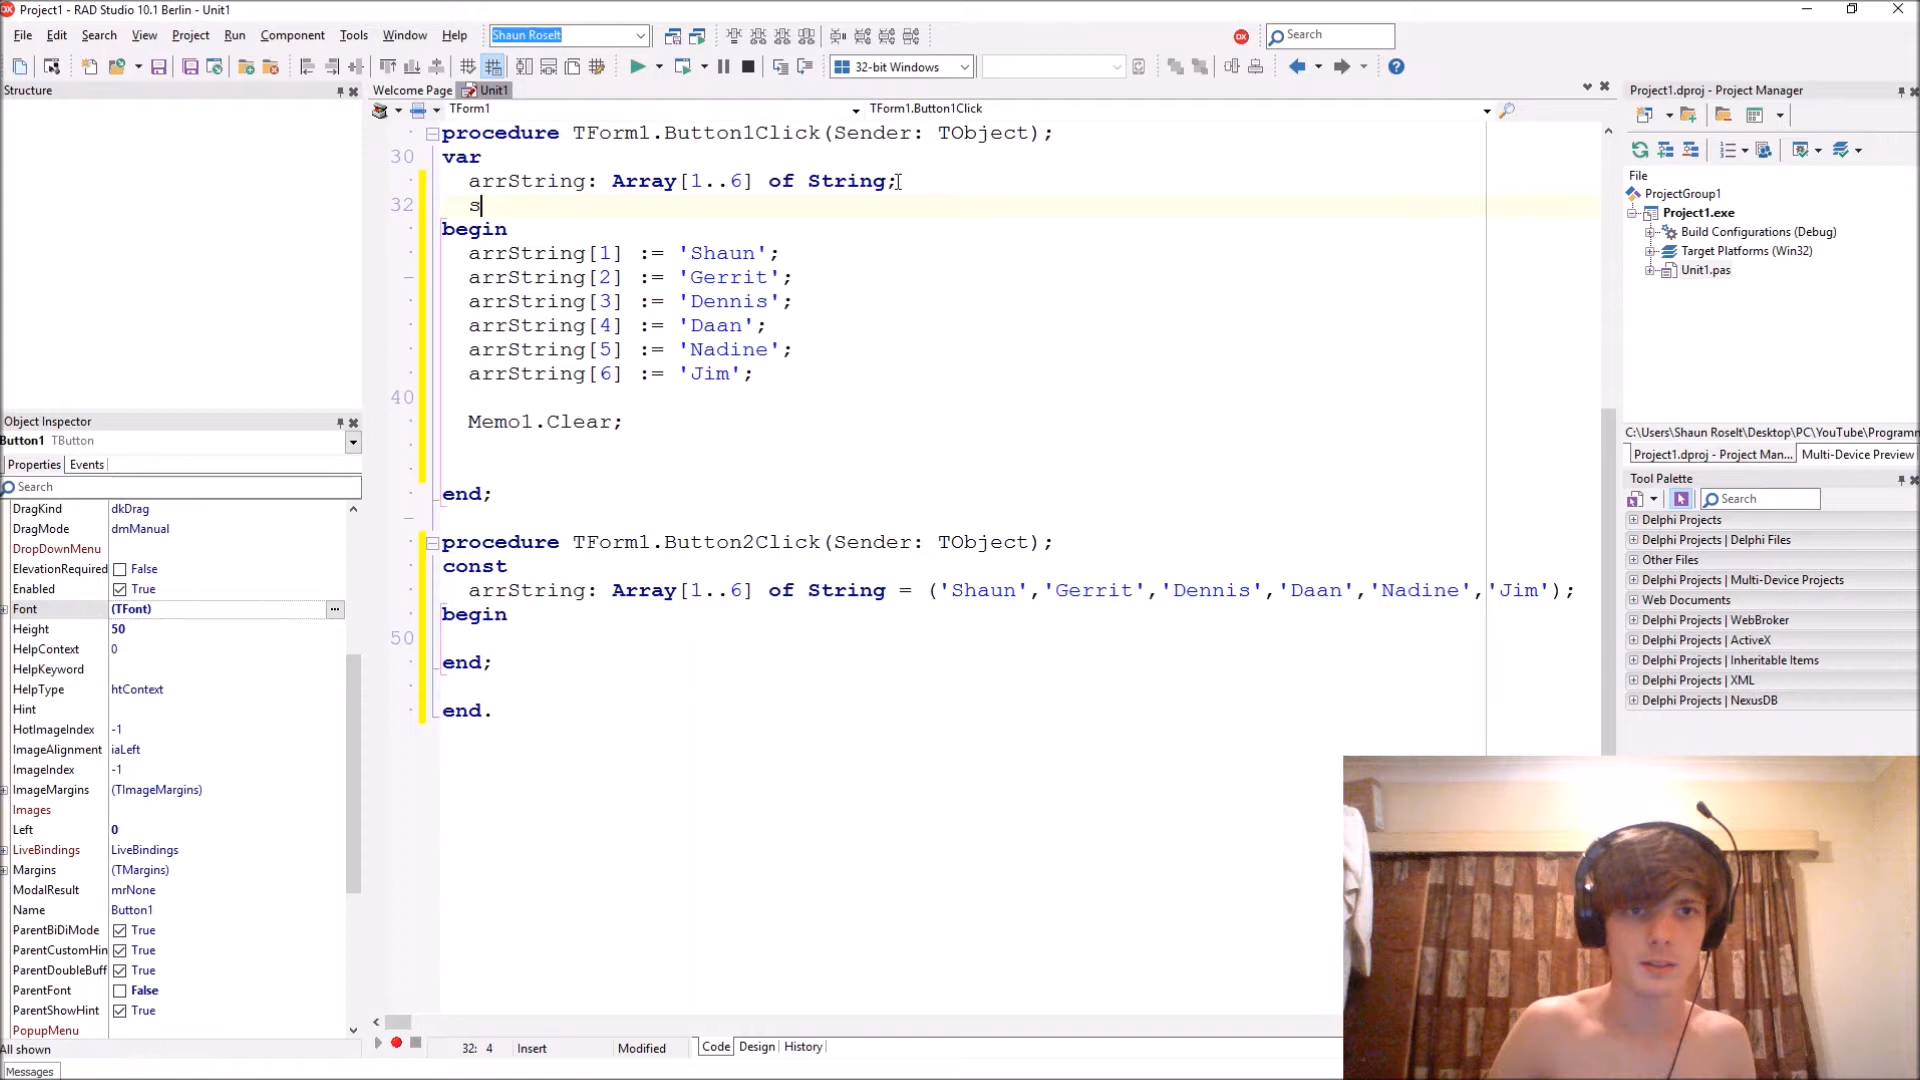 Project1 - RAD Studio 10.1 Berlin - Unit1
File Edit Search View Project Run Component Tools Window Help Shaun Roselt
DX Search
32-bit Windows
Structure
Welcome Page Unit1
TForm1 TForm1.Button1Click
procedure TForm1.Button1Click(Sender: TObject);
30 var
arrString: Array[1..6] of String;
32 s
begin
arrString[1] := 'Shaun';
arrString[2] := 'Gerrit';
arrString[3] := 'Dennis';
arrString[4] := 'Daan';
arrString[5] := 'Nadine';
arrString[6] := 'Jim';
40
Memo1.Clear;
end;
procedure TForm1.Button2Click(Sender: TObject);
const
arrString: Array[1..6] of String = ('Shaun','Gerrit','Dennis','Daan','Nadine','Jim');
begin
50
end;
end.
32: 4 Insert Modified Code Design History
Object Inspector
Button1 TButton
Properties Events
Search
DragKind dkDrag
DragMode dmManual
DropDownMenu
ElevationRequired False
Enabled True
Font (TFont) ...
Height 50
HelpContext 0
HelpKeyword
HelpType htContext
Hint
HotImageIndex -1
ImageAlignment iaLeft
ImageIndex -1
ImageMargins (TImageMargins)
Images
Left 0
LiveBindings LiveBindings
Margins (TMargins)
ModalResult mrNone
Name Button1
ParentBiDiMode True
ParentCustomHin True
ParentDoubleBuff True
ParentFont False
ParentShowHint True
PopupMenu
All shown
Messages
Project1.dproj - Project Manager
File
ProjectGroup1
Project1.exe
Build Configurations (Debug)
Target Platforms (Win32)
Unit1.pas
C:\Users\Shaun Roselt\Desktop\PC\YouTube\Programm
Project1.dproj - Project Man... Multi-Device Preview
Tool Palette
Search
Delphi Projects
Delphi Projects | Delphi Files
Other Files
Delphi Projects | Multi-Device Projects
Web Documents
Delphi Projects | WebBroker
Delphi Projects | ActiveX
Delphi Projects | Inheritable Items
Delphi Projects | XML
Delphi Projects | NexusDB